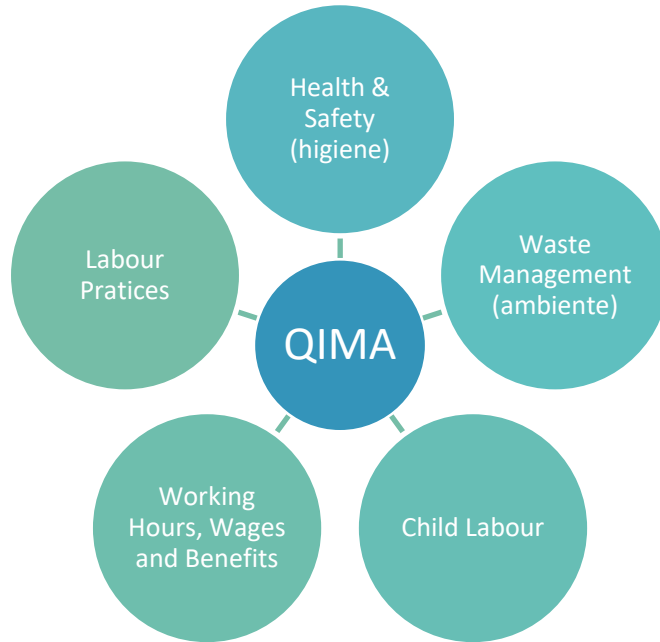 Health &
Safety
(higiene)
Waste
Management
(ambiente)
Labour
Pratices
QIMA
Working
Hours, Wages
and Benefits
Child Labour